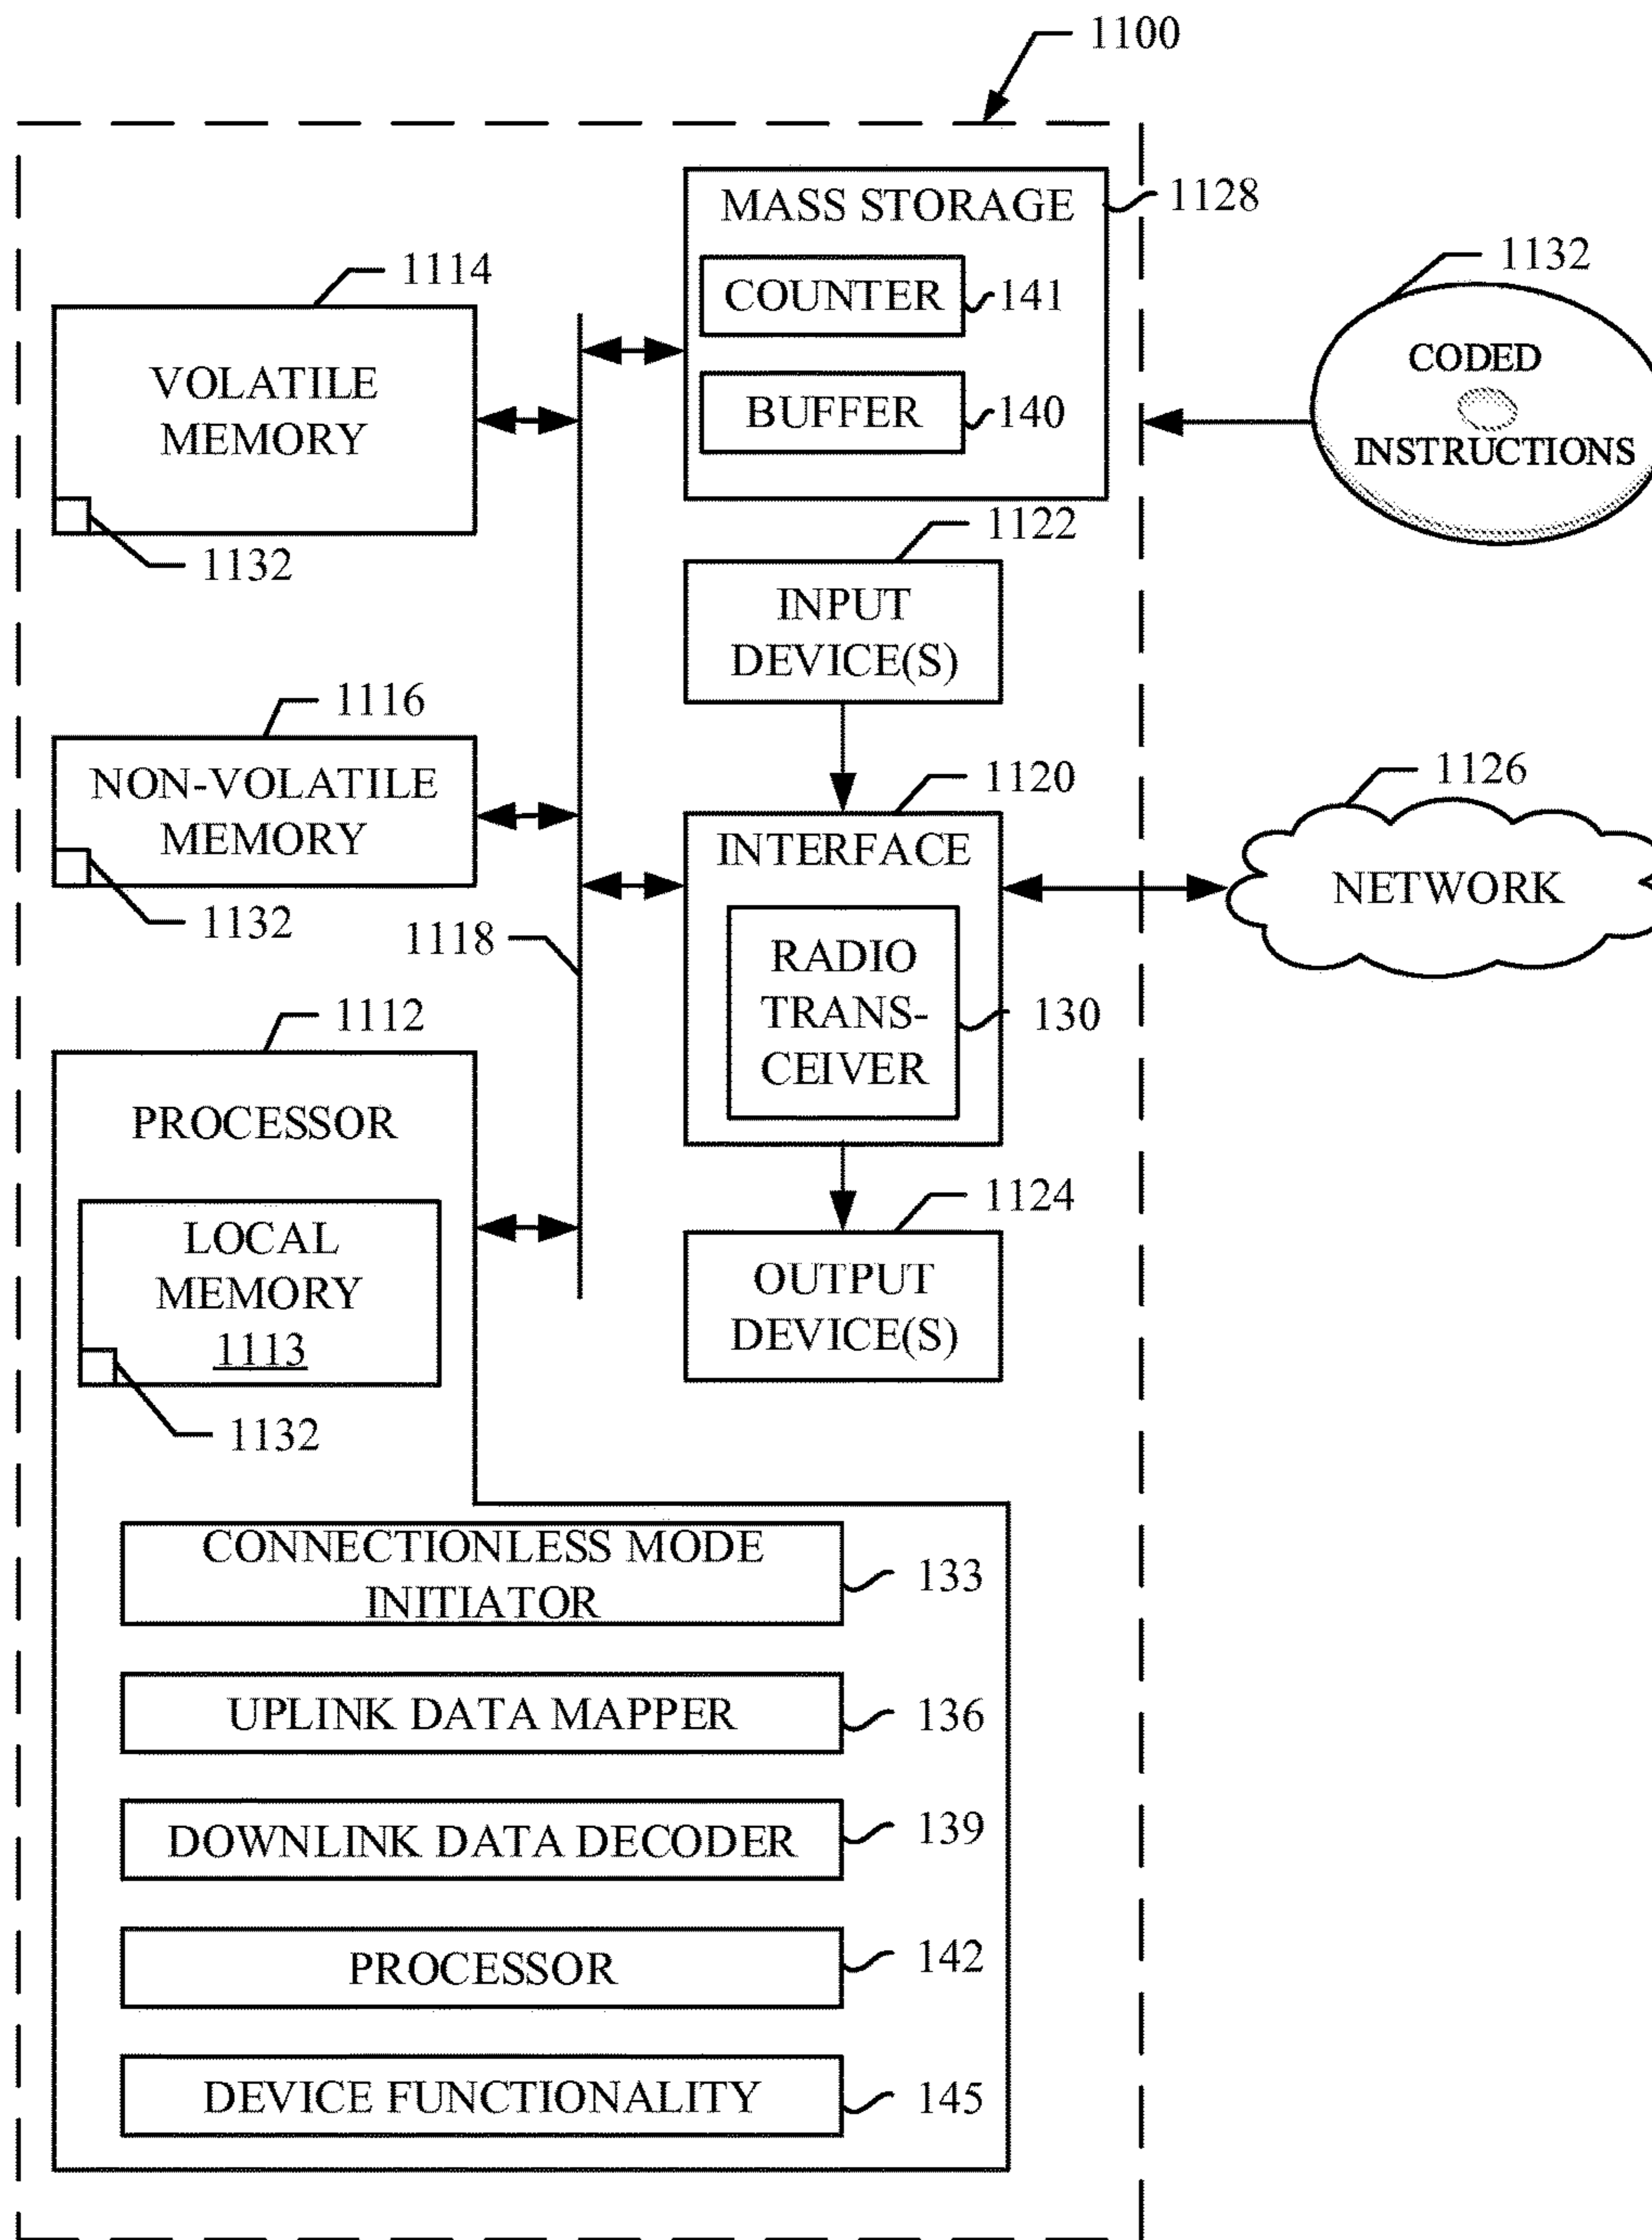 1100
MASS STORAGE
1128
COUNTER
141
BUFFER
140
1114
VOLATILE
MEMORY
1132
1132
CODED
INSTRUCTIONS
1122
INPUT
DEVICE(S)
1116
NON-VOLATILE
MEMORY
1132
1120
INTERFACE
RADIO
TRANS-
CEIVER
130
1126
NETWORK
1118
1112
PROCESSOR
LOCAL
MEMORY
1113
1132
1124
OUTPUT
DEVICE(S)
CONNECTIONLESS MODE
INITIATOR
133
UPLINK DATA MAPPER
136
DOWNLINK DATA DECODER
139
PROCESSOR
142
DEVICE FUNCTIONALITY
145